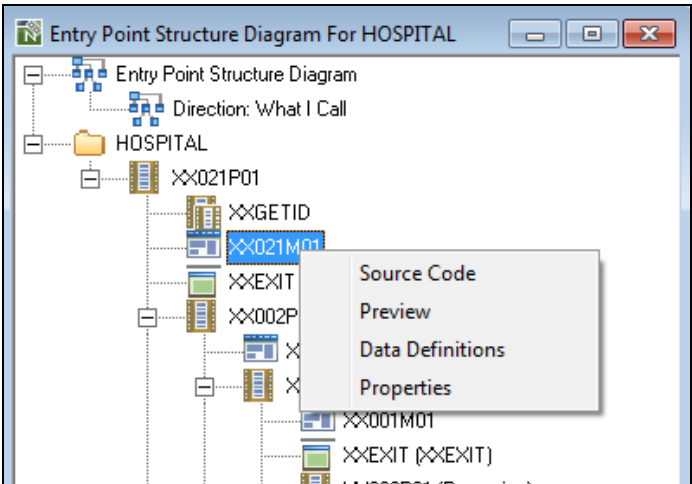 Entry Point Structure Diagram For HOSPITAL
Entry Point Structure Diagram
Direction: What I Call
HOSPITAL
XX021P01
XXGETID
XX021M01
XXEXIT
Source Code
XX002P
Preview
X
Data Definitions
X
Properties
XX001M01
XXEXIT (XXEXIT)